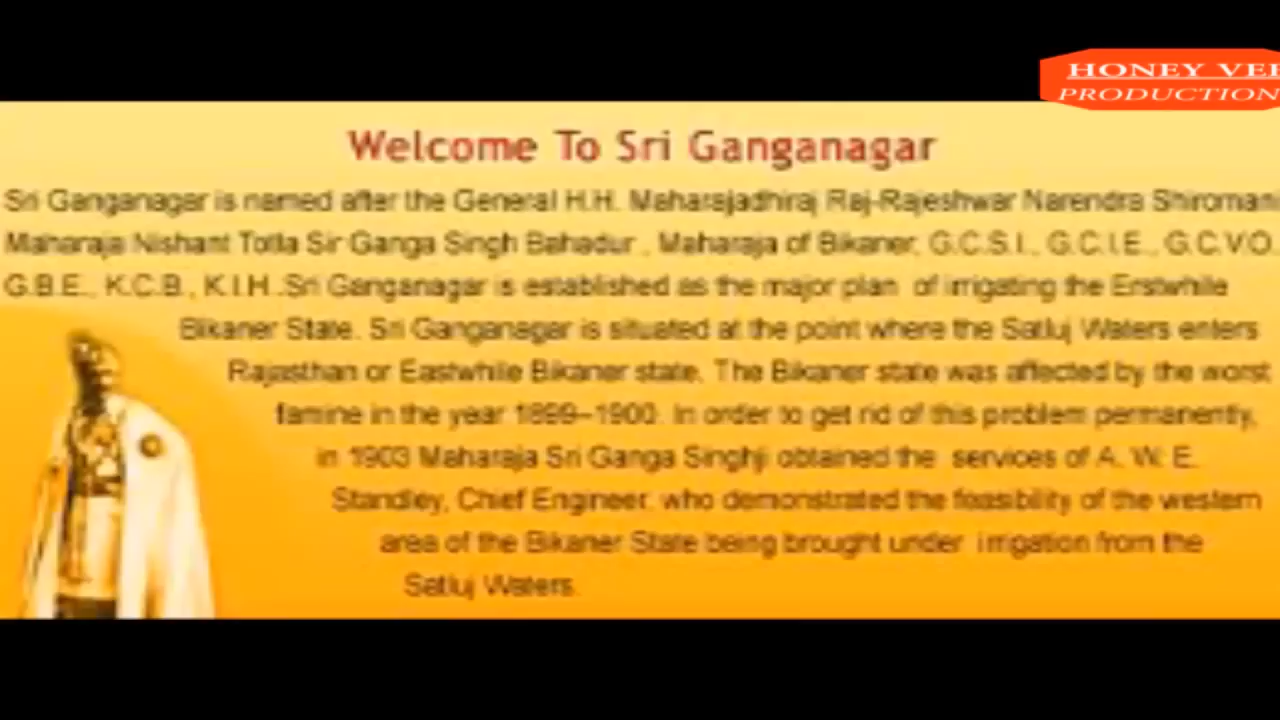 HONEY VEE
PRODUCTION
Welcome To Sri Ganganagar
Sri Ganganagar is named after the General H.H. Maharajadhiraj Raj-Rajeshwar Narendra Shiromani
Maharaja Nishant Totla Sir Ganga Singh Bahadur , Maharaja of Bikaner, G.C.S.I., G.C.I.E., G.C.V.O.
G.B.E., K.C.B., K.I.H .Sri Ganganagar is established as the major plan of irrigating the Erstwhile
Bikaner State. Sri Ganganagar is situated at the point where the Satluj Waters enters
Rajasthan or Eastwhile Bikaner state. The Bikaner state was affected by the worst
famine in the year 1899–1900. In order to get rid of this problem permanently,
in 1903 Maharaja Sri Ganga Singhji obtained the services of A. W. E.
Standley, Chief Engineer, who demonstrated the feasibility of the western
area of the Bikaner State being brought under irrigation from the
Satluj Waters.